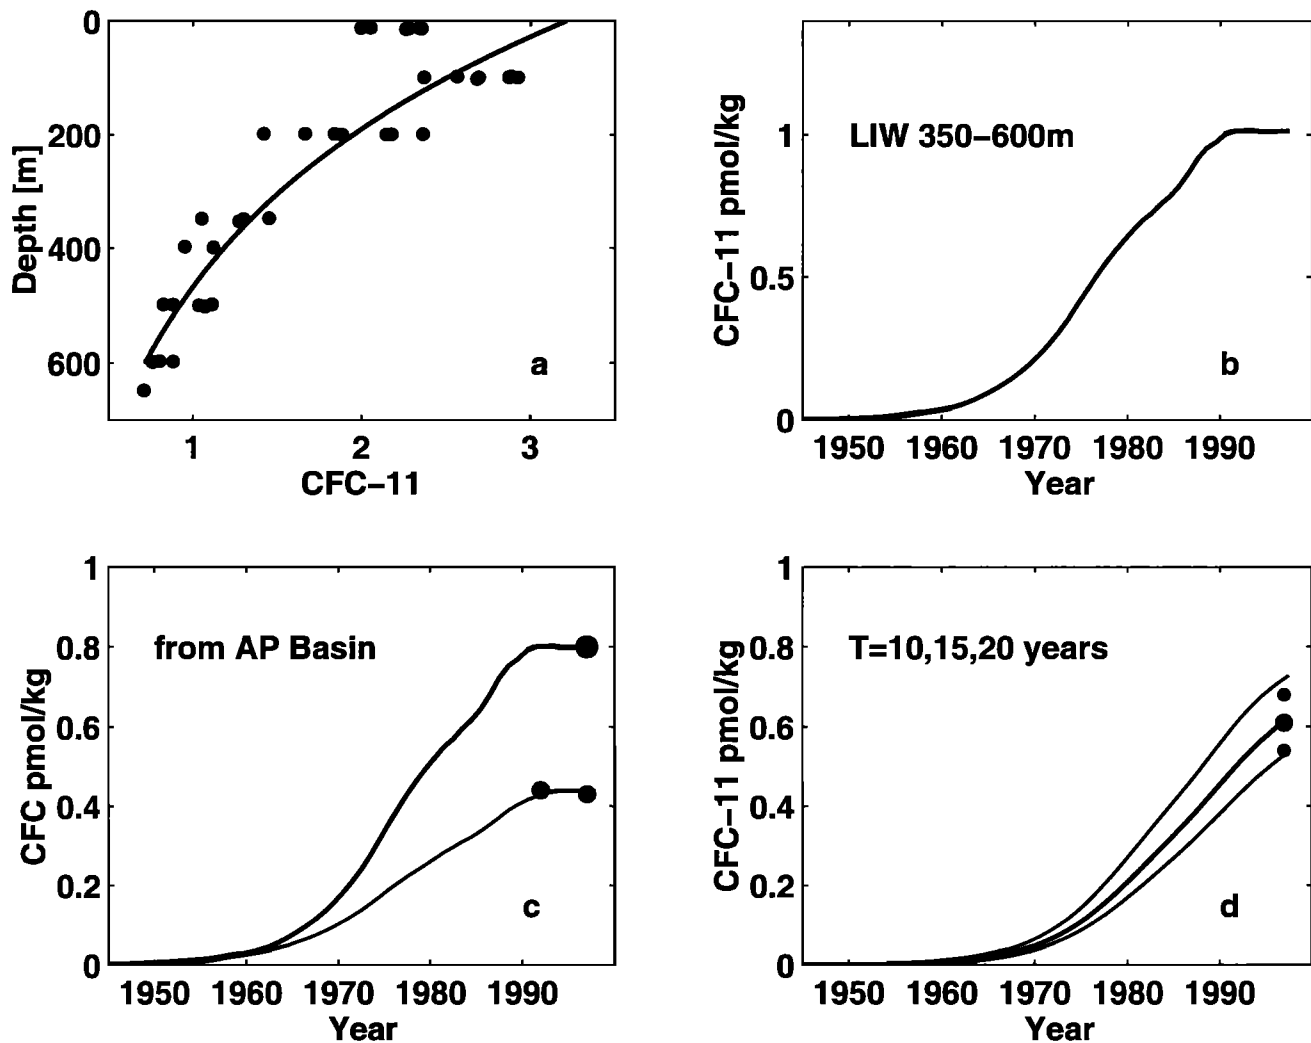 0
200
400
600
Depth [m]
a
1 2 3
CFC-11
1
0.5
0
CFC-11 pmol/kg
LIW 350-600m
b
1950 1960 1970 1980 1990
Year
1
0.8
0.6
0.4
0.2
0
CFC pmol/kg
from AP Basin
c
1950 1960 1970 1980 1990
Year
1
0.8
0.6
0.4
0.2
0
CFC-11 pmol/kg
T=10,15,20 years
d
1950 1960 1970 1980 1990
Year